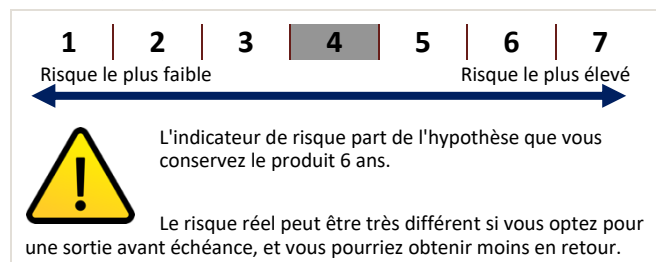 1 2 3 4 5 6 7
Risque le plus faible Risque le plus élevé
L'indicateur de risque part de l'hypothèse que vous
conservez le produit 6 ans.
Le risque réel peut être très différent si vous optez pour
une sortie avant échéance, et vous pourriez obtenir moins en retour.